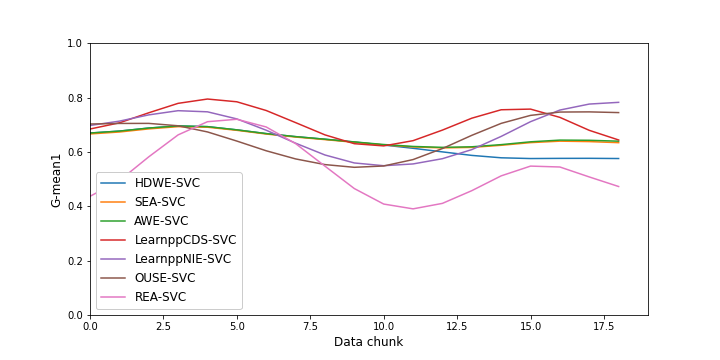 1.0
0.8
0.6
0.4
0.2
0.0
G-mean1
HDWE-SVC
SEA-SVC
AWE-SVC
LearnppCDS-SVC
LearnppNIE-SVC
OUSE-SVC
REA-SVC
0.0 2.5 5.0 7.5 10.0 12.5 15.0 17.5
Data chunk